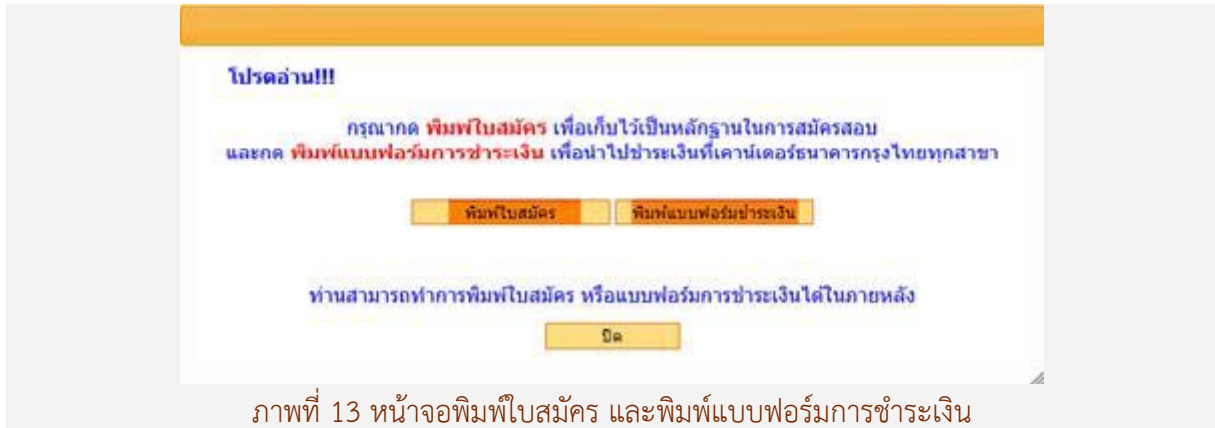 โปรดอ่าน!!!
กรุณากด พิมพ์ใบสมัคร เพื่อเก็บไว้เป็นหลักฐานในการสมัครสอบ
และกด พิมพ์แบบฟอร์มการชำระเงิน เพื่อนำไปชำระเงินที่เคาน์เตอร์ธนาคารกรุงไทยทุกสาขา
พิมพ์ใบสมัคร พิมพ์แบบฟอร์มชำระเงิน
ท่านสามารถทำการพิมพ์ใบสมัคร หรือแบบฟอร์มการชำระเงินได้ในภายหลัง
ปิด
ภาพที่ 13 หน้าจอพิมพ์ใบสมัคร และพิมพ์แบบฟอร์มการชำระเงิน